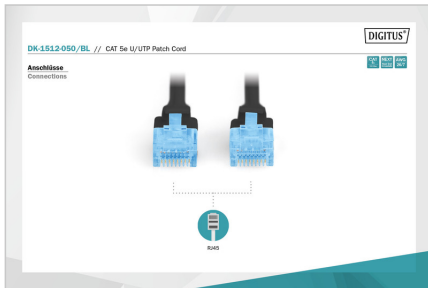 DIGITUS®
DK-1512-050/BL // CAT 5e U/UTP Patch Cord
Anschlüsse
Connections
RJ45